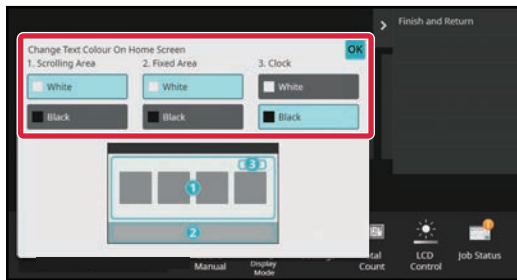 Finish and Return
Change Text Colour On Home Screen
OK
1. Scrolling Area
2. Fixed Area
3. Clock
White
White
White
Black
Black
Black
3
1
2
Manual
Display
Mode
Count
LCD
Control
Job Status